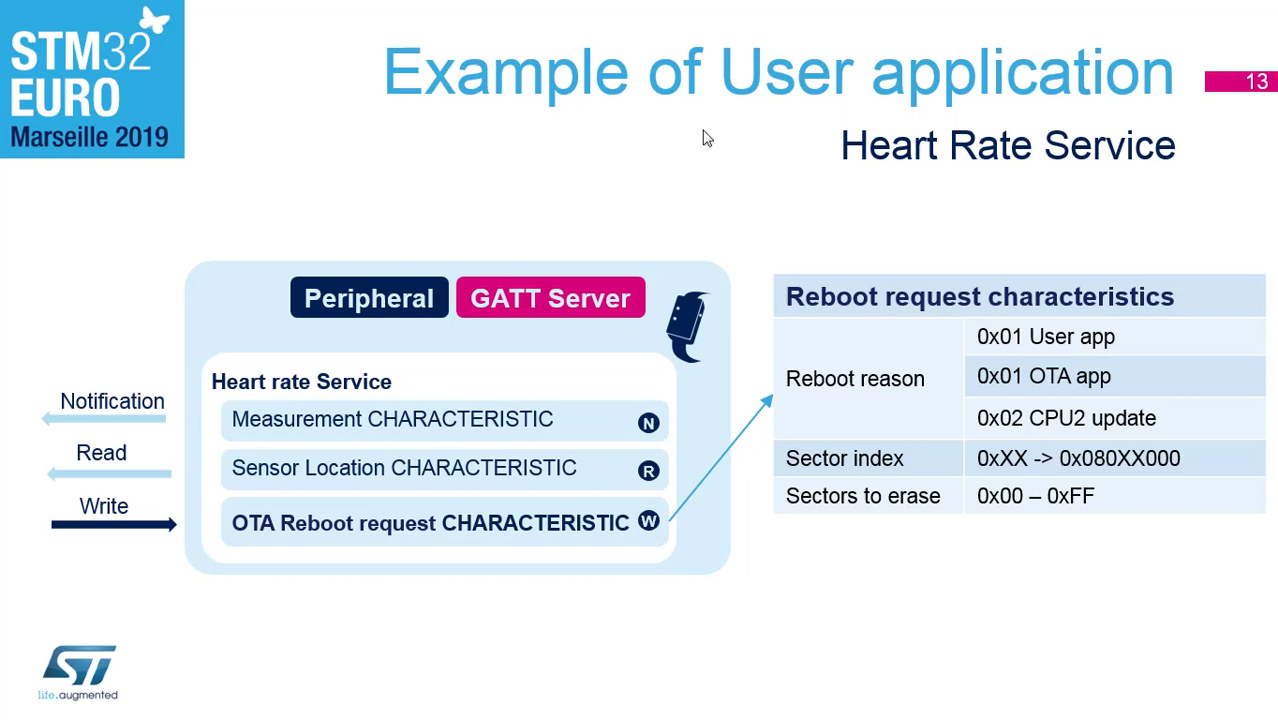 STM32
EURO
Marseille 2019
Example of User application
13
Heart Rate Service
Peripheral
GATT Server
Heart rate Service
Measurement CHARACTERISTIC N
Sensor Location CHARACTERISTIC R
OTA Reboot request CHARACTERISTIC W
Notification
Read
Write
Reboot request characteristics
Reboot reason
0x01 User app
0x01 OTA app
0x02 CPU2 update
Sector index 0xXX -> 0x080XX000
Sectors to erase 0x00 – 0xFF
ST
life.augmented